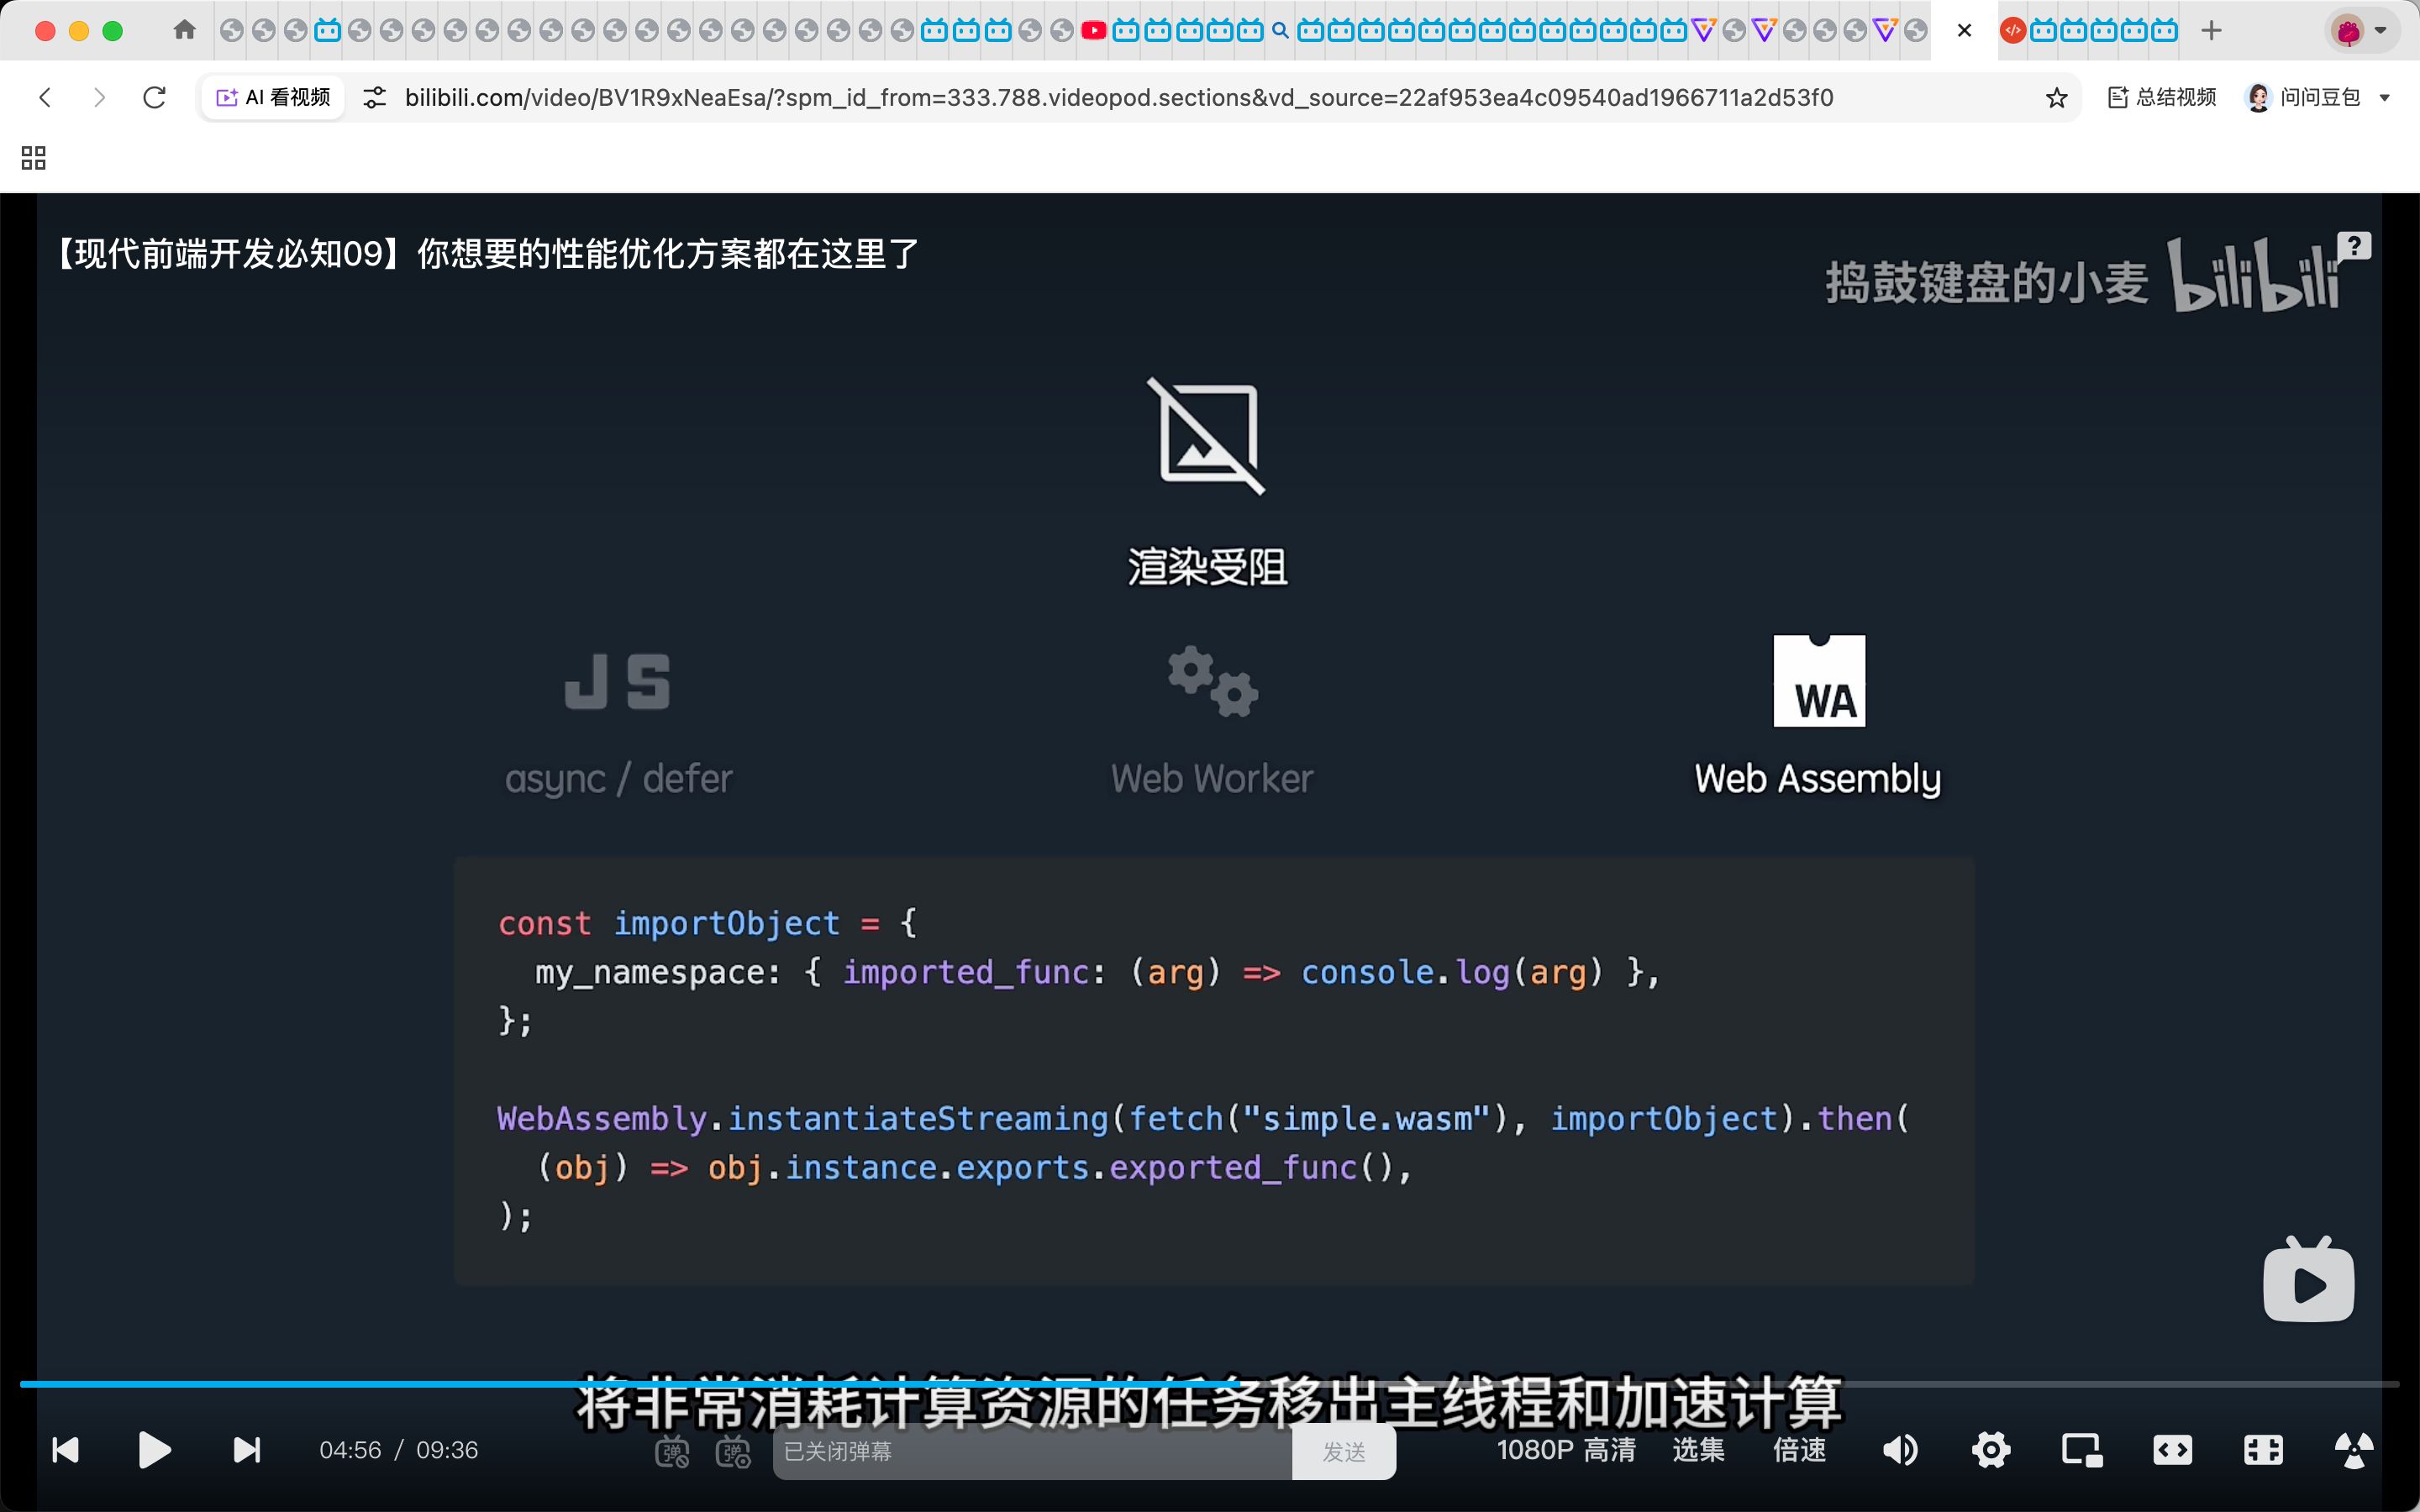 AI 看视频
bilibili.com/video/BV1R9xNeaEsa/?spm_id_from=333.788.videopod.sections&vd_source=22af953ea4c09540ad1966711a2d53f0
总结视频
问问豆包
【现代前端开发必知09】你想要的性能优化方案都在这里了
捣鼓键盘的小麦 bilibili
?
渲染受阻
JS
WA
async / defer
Web Worker
Web Assembly
const importObject = {
  my_namespace: { imported_func: (arg) => console.log(arg) },
};
WebAssembly.instantiateStreaming(fetch("simple.wasm"), importObject).then(
  (obj) => obj.instance.exports.exported_func(),
);
将非常消耗计算资源的任务移出主线程和加速计算
04:56 / 09:36
弹
弹
已关闭弹幕
发送
1080P 高清
选集
倍速